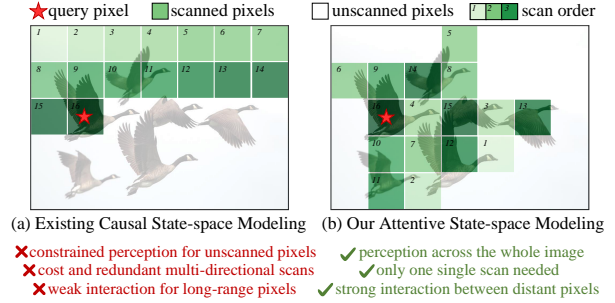 query pixel scanned pixels unscanned pixels 1 2 3 scan order
1 2 3 4 5 6 7
8 9 10 11 12 13 14
15 16
5
6 9 14 8
16 4 15 3 13
10 7 12 1
11 2
(a) Existing Causal State-space Modeling (b) Our Attentive State-space Modeling
constrained perception for unscanned pixels perception across the whole image
cost and redundant multi-directional scans only one single scan needed
weak interaction for long-range pixels strong interaction between distant pixels